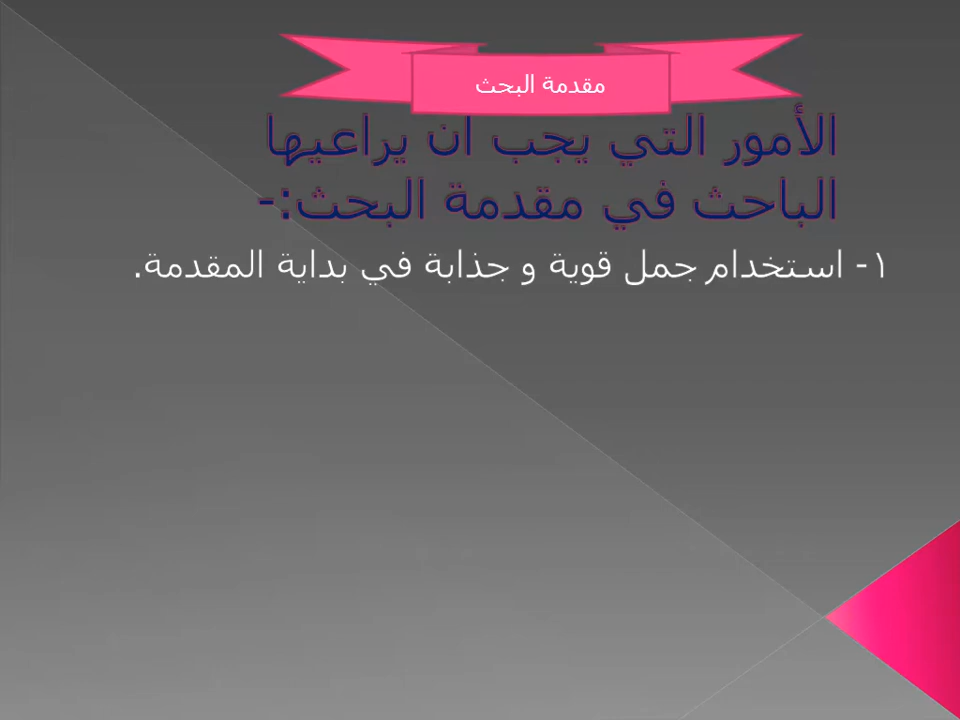 مقدمة البحث
الأمور التي يجب ان يراعيها
الباحث في مقدمة البحث:-
١- استخدام جمل قوية و جذابة في بداية المقدمة.